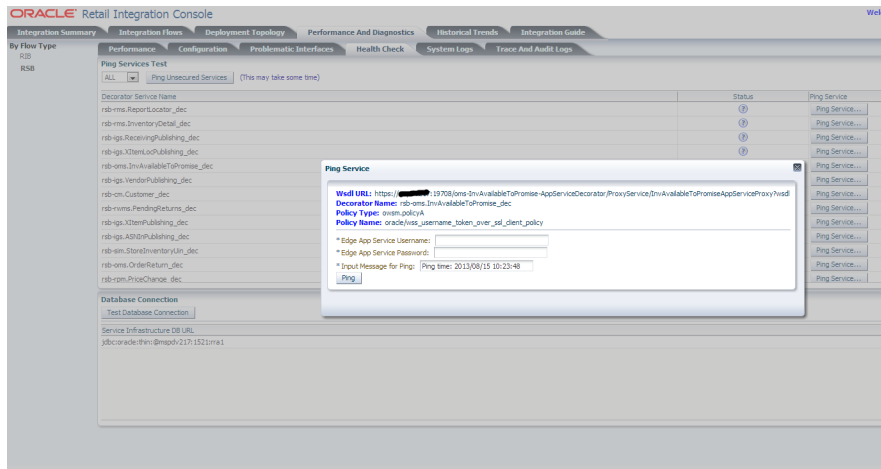 ORACLE Retail Integration Console
Wel
Integration Summary Integration Flows Deployment Topology Performance And Diagnostics Historical Trends Integration Guide
By Flow Type
RIB
RSB
Performance Configuration Problematic Interfaces Health Check System Logs Trace And Audit Logs
Ping Services Test
ALL Ping Unsecured Services (This may take some time)
Decorator Serivce Name Status Ping Service
rsb-rms.ReportLocator_dec Ping Service...
rsb-rms.InventoryDetail_dec Ping Service...
rsb-igs.ReceivingPublishing_dec Ping Service...
rsb-igs.XItemLocPublishing_dec Ping Service...
rsb-oms.InvAvailableToPromise_dec Ping Service...
rsb-igs.VendorPublishing_dec Ping Service...
rsb-cm.Customer_dec Ping Service...
rsb-rwms.PendingReturns_dec Ping Service...
rsb-igs.XItemPublishing_dec Ping Service...
rsb-igs.ASNInPublishing_dec Ping Service...
rsb-sim.StoreInventoryUin_dec Ping Service...
rsb-oms.OrderReturn_dec Ping Service...
rsb-rpm.PriceChange_dec Ping Service...
Ping Service
Wsdl URL: https:// :19708/oms-InvAvailableToPromise-AppServiceDecorator/ProxyService/InvAvailableToPromiseAppServiceProxy?wsdl
Decorator Name: rsb-oms.InvAvailableToPromise_dec
Policy Type: owsm.policyA
Policy Name: oracle/wss_username_token_over_ssl_client_policy
* Edge App Service Username:
* Edge App Service Password:
* Input Message for Ping: Ping time: 2013/08/15 10:23:48
Ping
Database Connection
Test Database Connection
Service Infrastructure DB URL
jdbc:oracle:thin:@mspdv217:1521:rra1